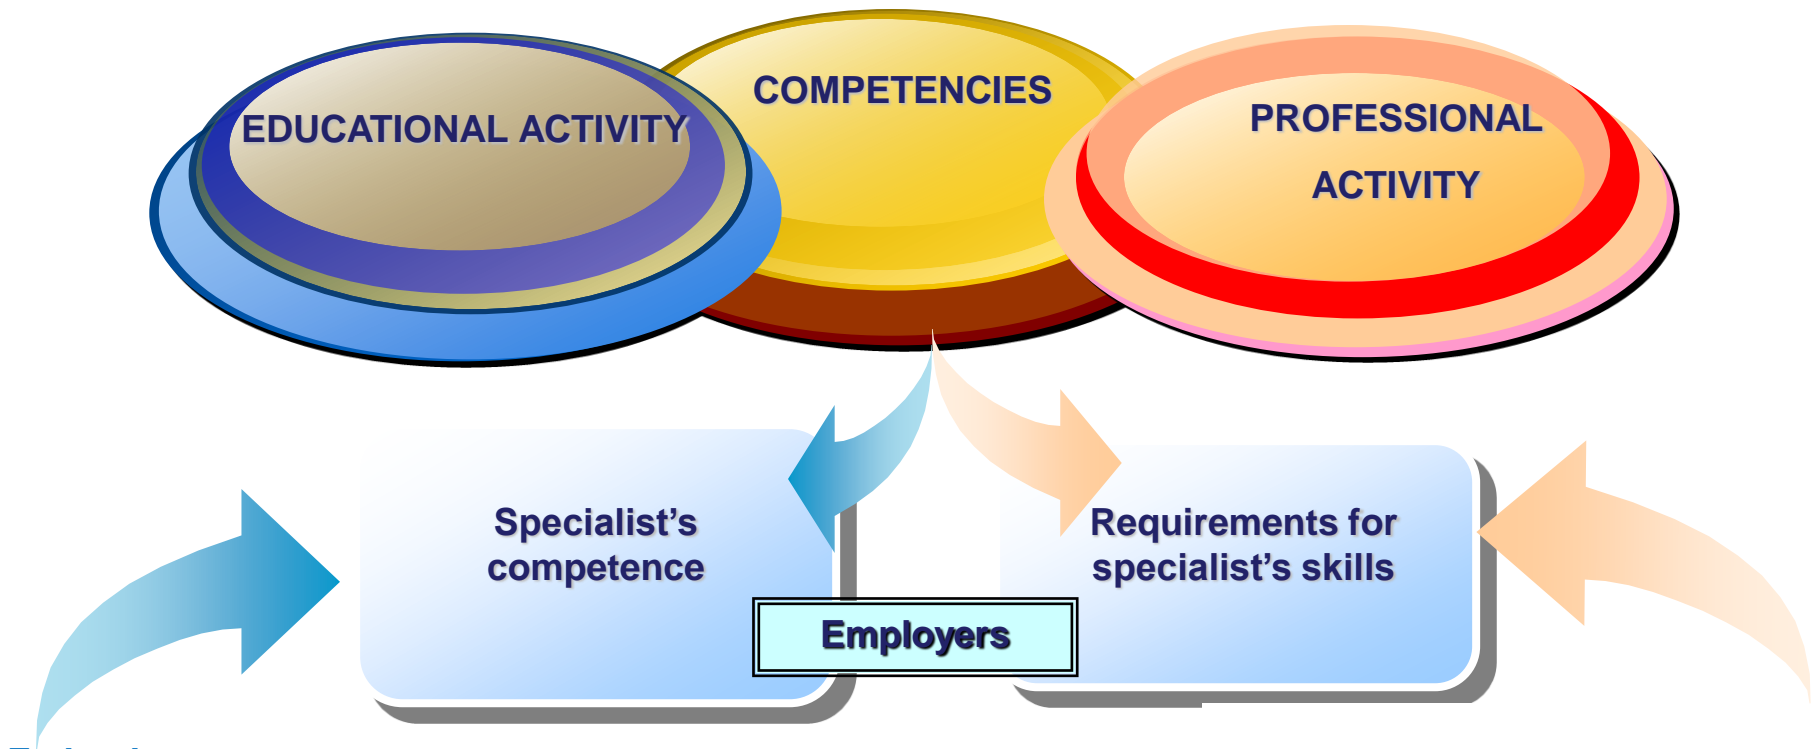 COMPETENCIES
EDUCATIONAL ACTIVITY
PROFESSIONAL
ACTIVITY
Specialist’s
competence
Requirements for
specialist’s skills
Employers